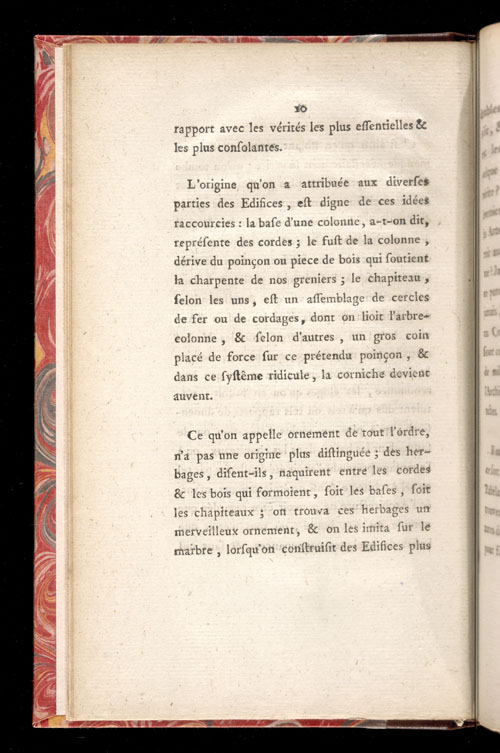 10
rapport avec les vérités les plus eſſentielles &
les plus conſolantes.
L'origine qu'on a attribuée aux diverſes
parties des Edifices, eſt digne de ces idées
raccourcies : la baſe d'une colonne, a-t-on dit,
repréſente des cordes ; le fuſt de la colonne,
dérive du poinçon ou piece de bois qui ſoutient
la charpente de nos greniers ; le chapiteau,
ſelon les uns, eſt un aſſemblage de cercles
de fer ou de cordages, dont on lioit l'arbre-
colonne, & ſelon d'autres, un gros coin
placé de force ſur ce prétendu poinçon, &
dans ce ſyſtême ridicule, la corniche devient
auvent.
Ce qu'on appelle ornement de tout l'ordre,
n'a pas une origine plus diſtinguée ; des her-
bages, diſent-ils, naquirent entre les cordes
& les bois qui formoient, ſoit les baſes, ſoit
les chapiteaux ; on trouva ces herbages un
merveilleux ornement, & on les imita ſur le
marbre, lorſqu'on conſtruiſit des Edifices plus